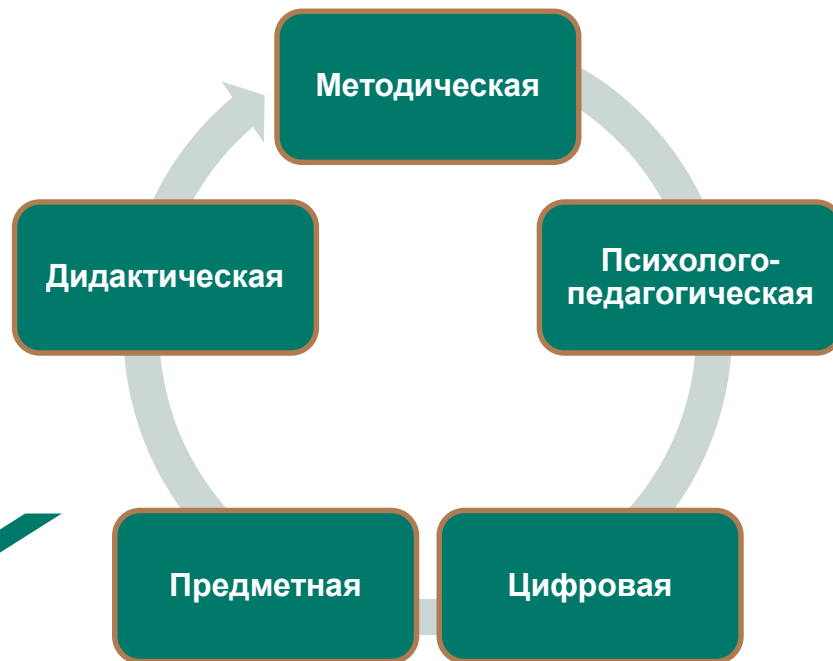 Методическая
Психолого-
педагогическая
Цифровая
Предметная
Дидактическая